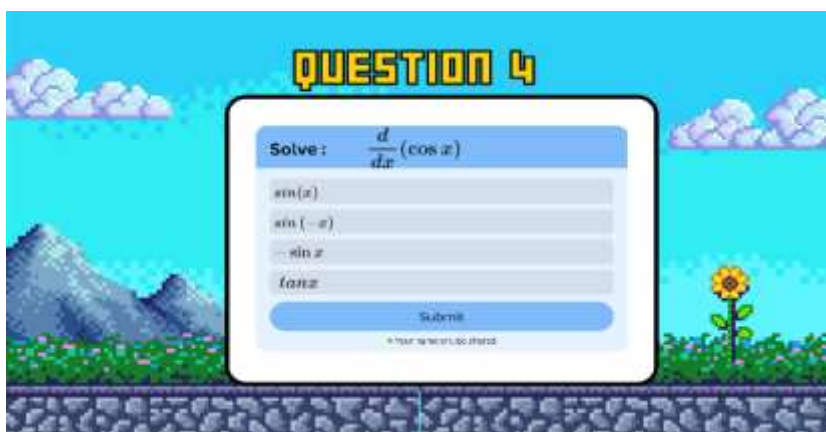 QUESTION 4
Solve: d/dx (cos x)
sin(x)
sin (-x)
- sin x
tanx
Submit